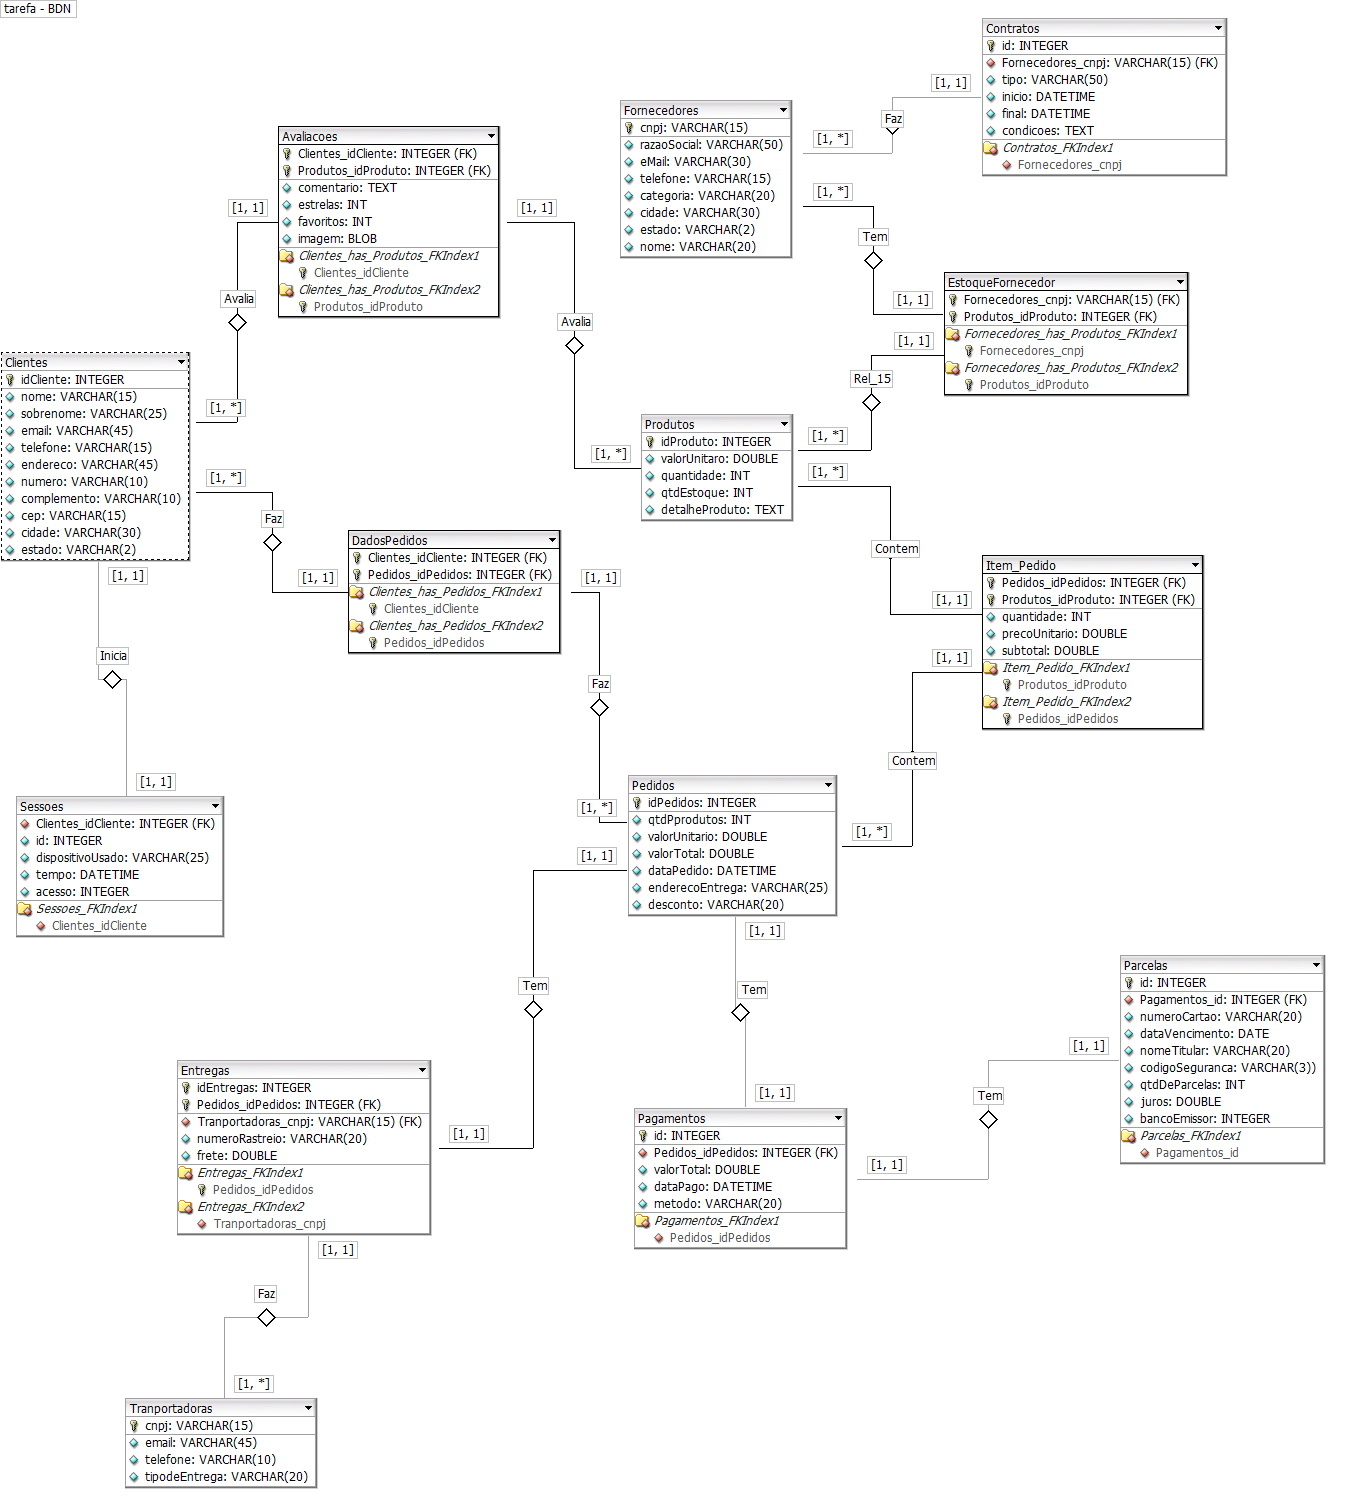 tarefa - BDN
Contratos
id: INTEGER
Fornecedores_cnpj: VARCHAR(15) (FK)
tipo: VARCHAR(50)
inicio: DATETIME
final: DATETIME
condicoes: TEXT
Contratos_FKIndex1
Fornecedores_cnpj
[1, 1]
Faz
[1, *]
Fornecedores
cnpj: VARCHAR(15)
razaoSocial: VARCHAR(50)
eMail: VARCHAR(30)
telefone: VARCHAR(15)
categoria: VARCHAR(20)
cidade: VARCHAR(30)
estado: VARCHAR(2)
nome: VARCHAR(20)
[1, *]
Tem
[1, 1]
Avaliacoes
Clientes_idCliente: INTEGER (FK)
Produtos_idProduto: INTEGER (FK)
comentario: TEXT
estrelas: INT
favoritos: INT
imagem: BLOB
Clientes_has_Produtos_FKIndex1
Clientes_idCliente
Clientes_has_Produtos_FKIndex2
Produtos_idProduto
[1, 1]
Avalia
[1, *]
[1, 1]
Avalia
[1, *]
EstoqueFornecedor
Fornecedores_cnpj: VARCHAR(15) (FK)
Produtos_idProduto: INTEGER (FK)
Fornecedores_has_Produtos_FKIndex1
Fornecedores_cnpj
Fornecedores_has_Produtos_FKIndex2
Produtos_idProduto
[1, 1]
Rel_15
[1, *]
Clientes
idCliente: INTEGER
nome: VARCHAR(15)
sobrenome: VARCHAR(25)
email: VARCHAR(45)
telefone: VARCHAR(15)
endereco: VARCHAR(45)
numero: VARCHAR(10)
complemento: VARCHAR(10)
cep: VARCHAR(15)
cidade: VARCHAR(30)
estado: VARCHAR(2)
[1, *]
Faz
[1, 1]
Produtos
idProduto: INTEGER
valorUnitaro: DOUBLE
quantidade: INT
qtdEstoque: INT
detalheProduto: TEXT
[1, *]
Contem
[1, 1]
DadosPedidos
Clientes_idCliente: INTEGER (FK)
Pedidos_idPedidos: INTEGER (FK)
Clientes_has_Pedidos_FKIndex1
Clientes_idCliente
Clientes_has_Pedidos_FKIndex2
Pedidos_idPedidos
[1, 1]
Faz
[1, *]
Item_Pedido
Pedidos_idPedidos: INTEGER (FK)
Produtos_idProduto: INTEGER (FK)
quantidade: INT
precoUnitario: DOUBLE
subtotal: DOUBLE
Item_Pedido_FKIndex1
Produtos_idProduto
Item_Pedido_FKIndex2
Pedidos_idPedidos
[1, 1]
Contem
[1, *]
[1, 1]
Inicia
[1, 1]
Sessoes
Clientes_idCliente: INTEGER (FK)
id: INTEGER
dispositivoUsado: VARCHAR(25)
tempo: DATETIME
acesso: INTEGER
Sessoes_FKIndex1
Clientes_idCliente
Pedidos
idPedidos: INTEGER
qtdPprodutos: INT
valorUnitario: DOUBLE
valorTotal: DOUBLE
dataPedido: DATETIME
enderecoEntrega: VARCHAR(25)
desconto: VARCHAR(20)
[1, 1]
Tem
[1, 1]
[1, 1]
Tem
[1, 1]
Entregas
idEntregas: INTEGER
Pedidos_idPedidos: INTEGER (FK)
Tranportadoras_cnpj: VARCHAR(15) (FK)
numeroRastreio: VARCHAR(20)
frete: DOUBLE
Entregas_FKIndex1
Pedidos_idPedidos
Entregas_FKIndex2
Tranportadoras_cnpj
Pagamentos
id: INTEGER
Pedidos_idPedidos: INTEGER (FK)
valorTotal: DOUBLE
dataPago: DATETIME
metodo: VARCHAR(20)
Pagamentos_FKIndex1
Pedidos_idPedidos
[1, 1]
Tem
[1, 1]
Parcelas
id: INTEGER
Pagamentos_id: INTEGER (FK)
numeroCartao: VARCHAR(20)
dataVencimento: DATE
nomeTitular: VARCHAR(20)
codigoSeguranca: VARCHAR(3))
qtdDeParcelas: INT
juros: DOUBLE
bancoEmissor: INTEGER
Parcelas_FKIndex1
Pagamentos_id
[1, 1]
Faz
[1, *]
Tranportadoras
cnpj: VARCHAR(15)
email: VARCHAR(45)
telefone: VARCHAR(10)
tipodeEntrega: VARCHAR(20)